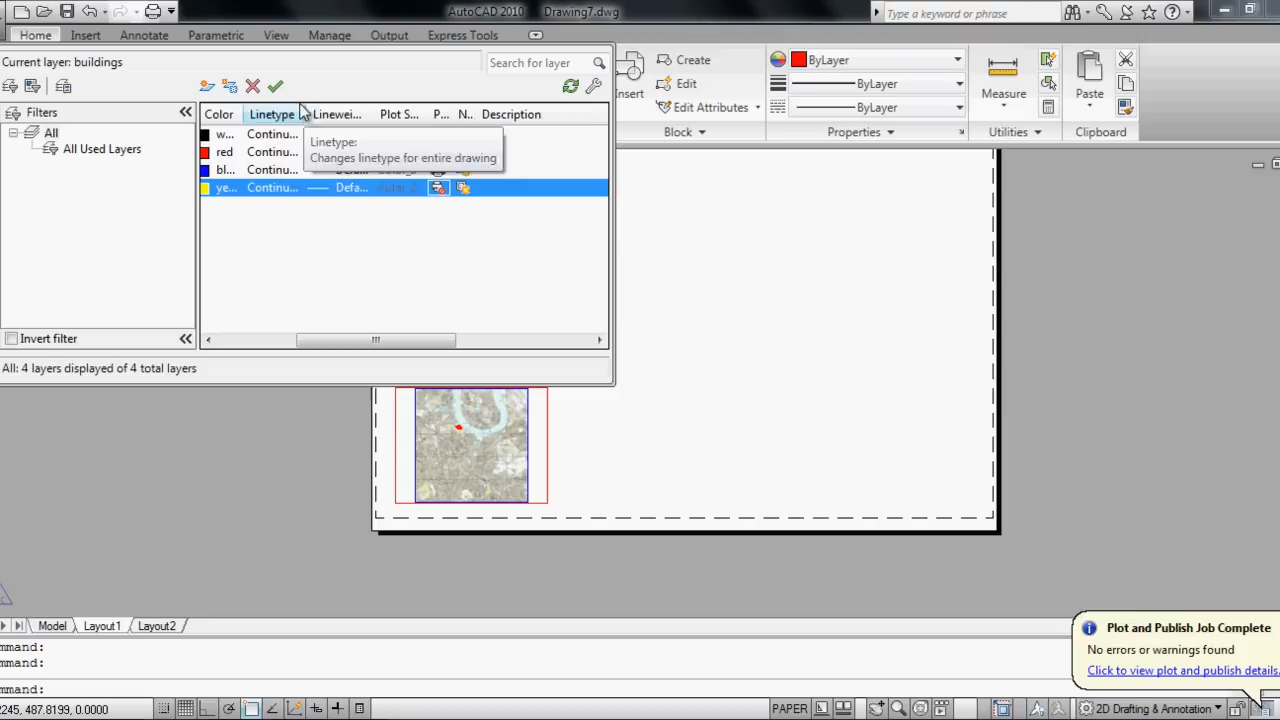 AutoCAD 2010 Drawing7.dwg
Type a keyword or phrase
Home Insert Annotate Parametric View Manage Output Express Tools
Current layer: buildings
Search for layer
Insert
Create
Edit
Edit Attributes
Block
ByLayer
ByLayer
ByLayer
Properties
Measure
Utilities
Paste
Clipboard
Filters
All
All Used Layers
Invert filter
Color Linetype Linewei... Plot S... P... N.. Description
w... Continu...
red Continu...
bl... Continu...
ye... Continu... Defa... Color_2
Linetype:
Changes linetype for entire drawing
All: 4 layers displayed of 4 total layers
Model Layout1 Layout2
mmand:
mmand:
mmand:
Plot and Publish Job Complete
No errors or warnings found
Click to view plot and publish details.
2245, 487.8199, 0.0000
PAPER
2D Drafting & Annotation